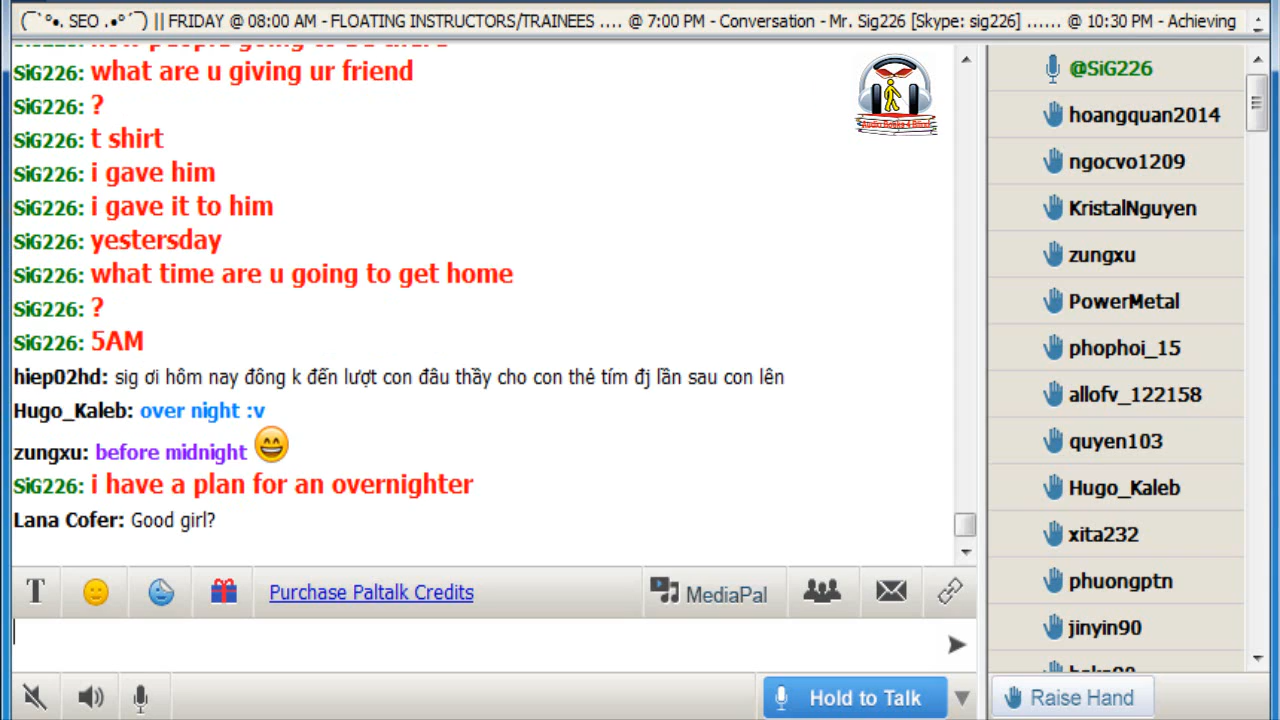 (¯`°•. SEO .•°´¯) || FRIDAY @ 08:00 AM - FLOATING INSTRUCTORS/TRAINEES .... @ 7:00 PM - Conversation - Mr. Sig226 [Skype: sig226] ...... @ 10:30 PM - Achieving
SiG226: what are u giving ur friend
SiG226: ?
SiG226: t shirt
SiG226: i gave him
SiG226: i gave it to him
SiG226: yestersday
SiG226: what time are u going to get home
SiG226: ?
SiG226: 5AM
hiep02hd: sig ơi hôm nay đông k đến lượt con đâu thầy cho con thẻ tím đj lần sau con lên
Hugo_Kaleb: over night :v
zungxu: before midnight
SiG226: i have a plan for an overnighter
Lana Cofer: Good girl?
T
Purchase Paltalk Credits
MediaPal
Hold to Talk
@SiG226
hoangquan2014
ngocvo1209
KristalNguyen
zungxu
PowerMetal
phophoi_15
allofv_122158
quyen103
Hugo_Kaleb
xita232
phuongptn
jinyin90
Raise Hand